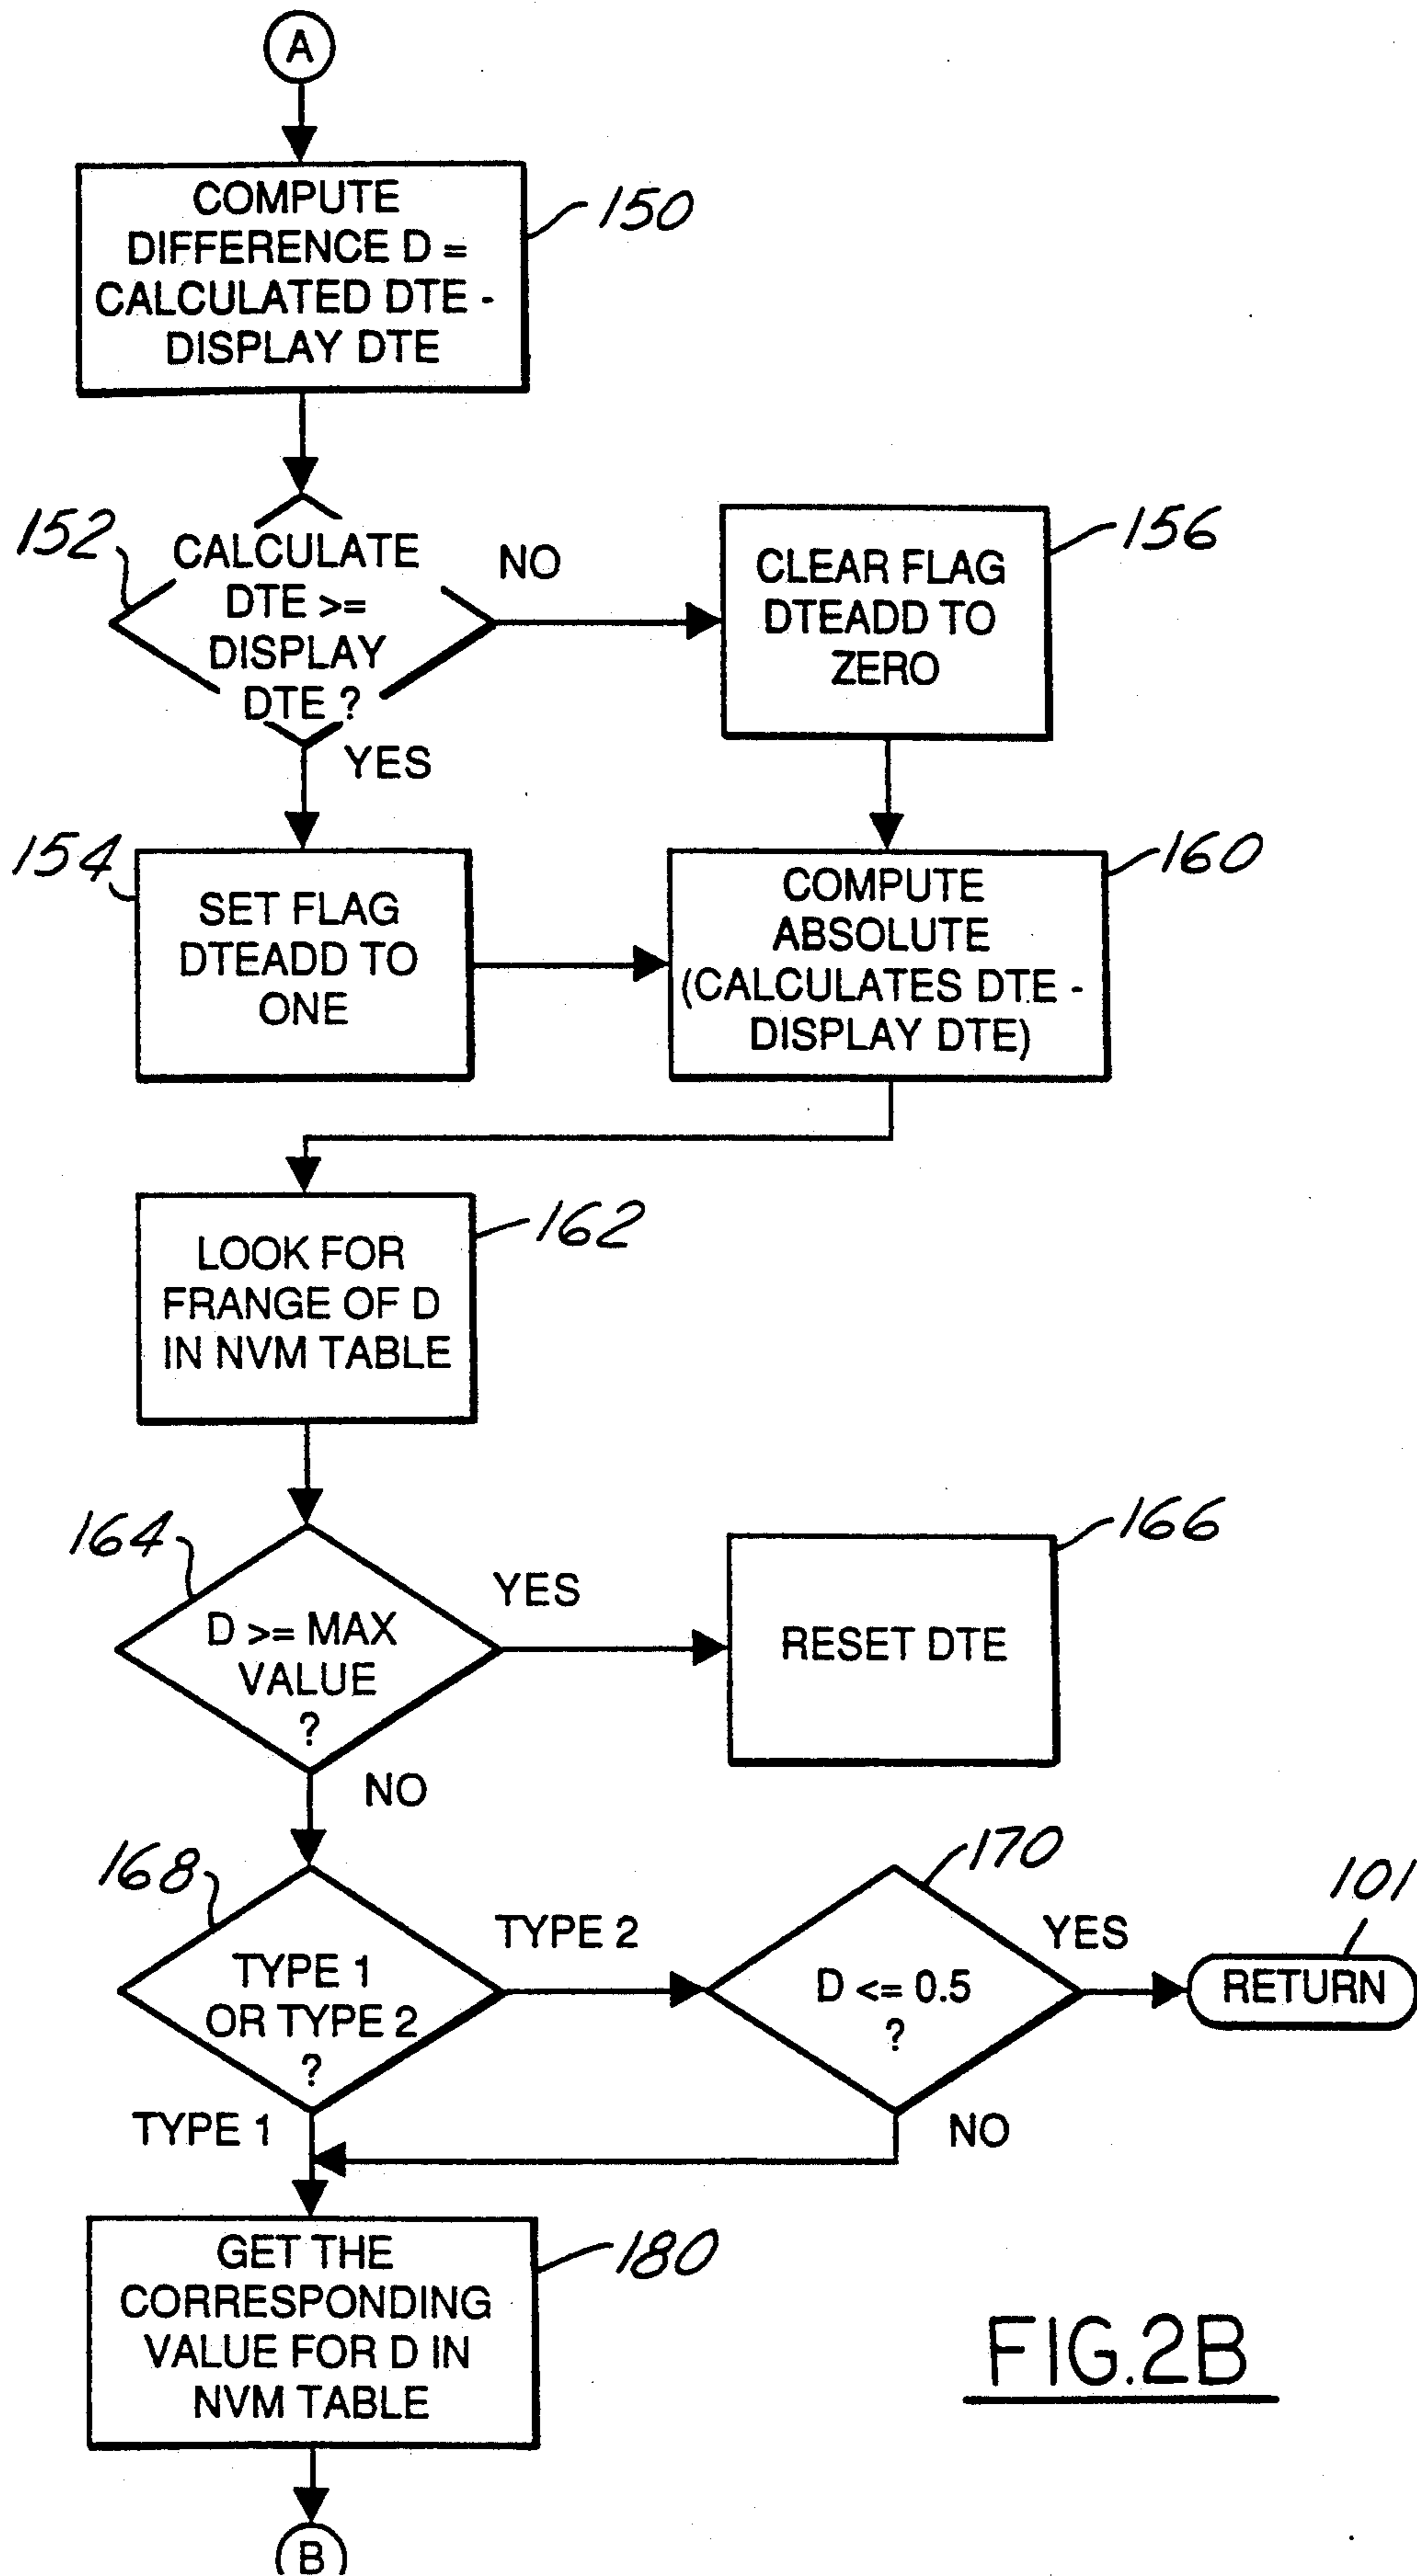 A
COMPUTE
DIFFERENCE D =
CALCULATED DTE -
DISPLAY DTE
150
152
CALCULATE
DTE >=
DISPLAY
DTE ?
NO
YES
CLEAR FLAG
DTEADD TO
ZERO
156
154
SET FLAG
DTEADD TO
ONE
COMPUTE
ABSOLUTE
(CALCULATES DTE -
DISPLAY DTE)
160
LOOK FOR
FRANGE OF D
IN NVM TABLE
162
164
D >= MAX
VALUE
?
YES
NO
RESET DTE
166
168
TYPE 1
OR TYPE 2
?
TYPE 2
TYPE 1
170
D <= 0.5
?
YES
NO
101
RETURN
GET THE
CORRESPONDING
VALUE FOR D IN
NVM TABLE
180
B
FIG.2B